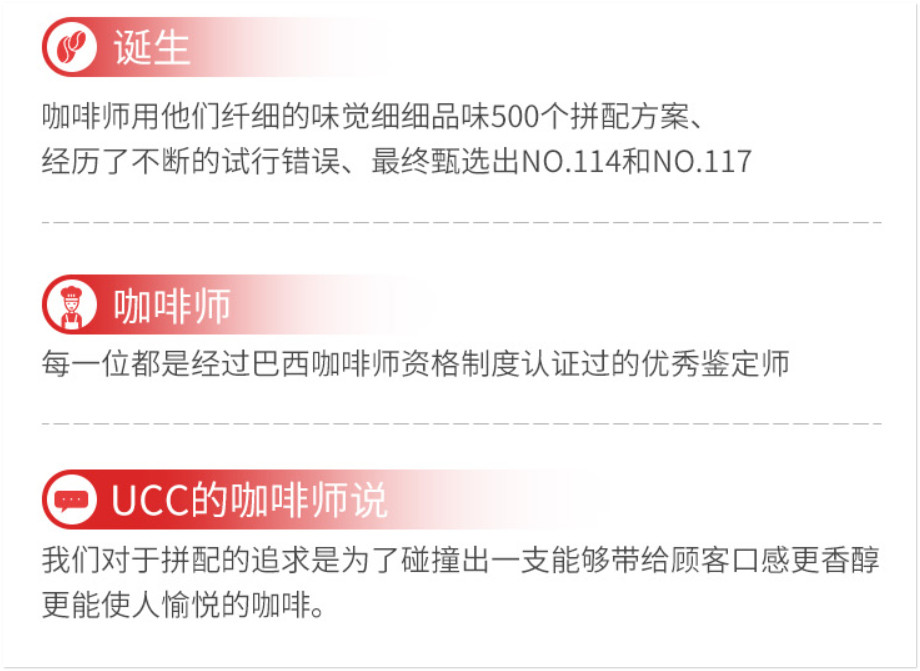 诞生
咖啡师用他们纤细的味觉细细品味500个拼配方案、
经历了不断的试行错误、最终甄选出NO.114和NO.117
咖啡师
每一位都是经过巴西咖啡师资格制度认证过的优秀鉴定师
UCC的咖啡师说
我们对于拼配的追求是为了碰撞出一支能够带给顾客口感更香醇
更能使人愉悦的咖啡。